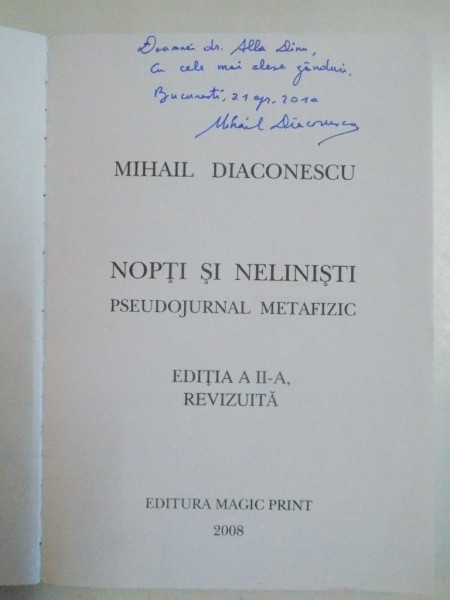 Doamnei dr. Alla Dinu,
Cu cele mai alese gânduri.
București, 21 apr. 2010
Mihail Diaconescu
MIHAIL DIACONESCU
NOPȚI ȘI NELINIȘTI
PSEUDOJURNAL METAFIZIC
EDIȚIA A II-A,
REVIZUITĂ
EDITURA MAGIC PRINT
2008